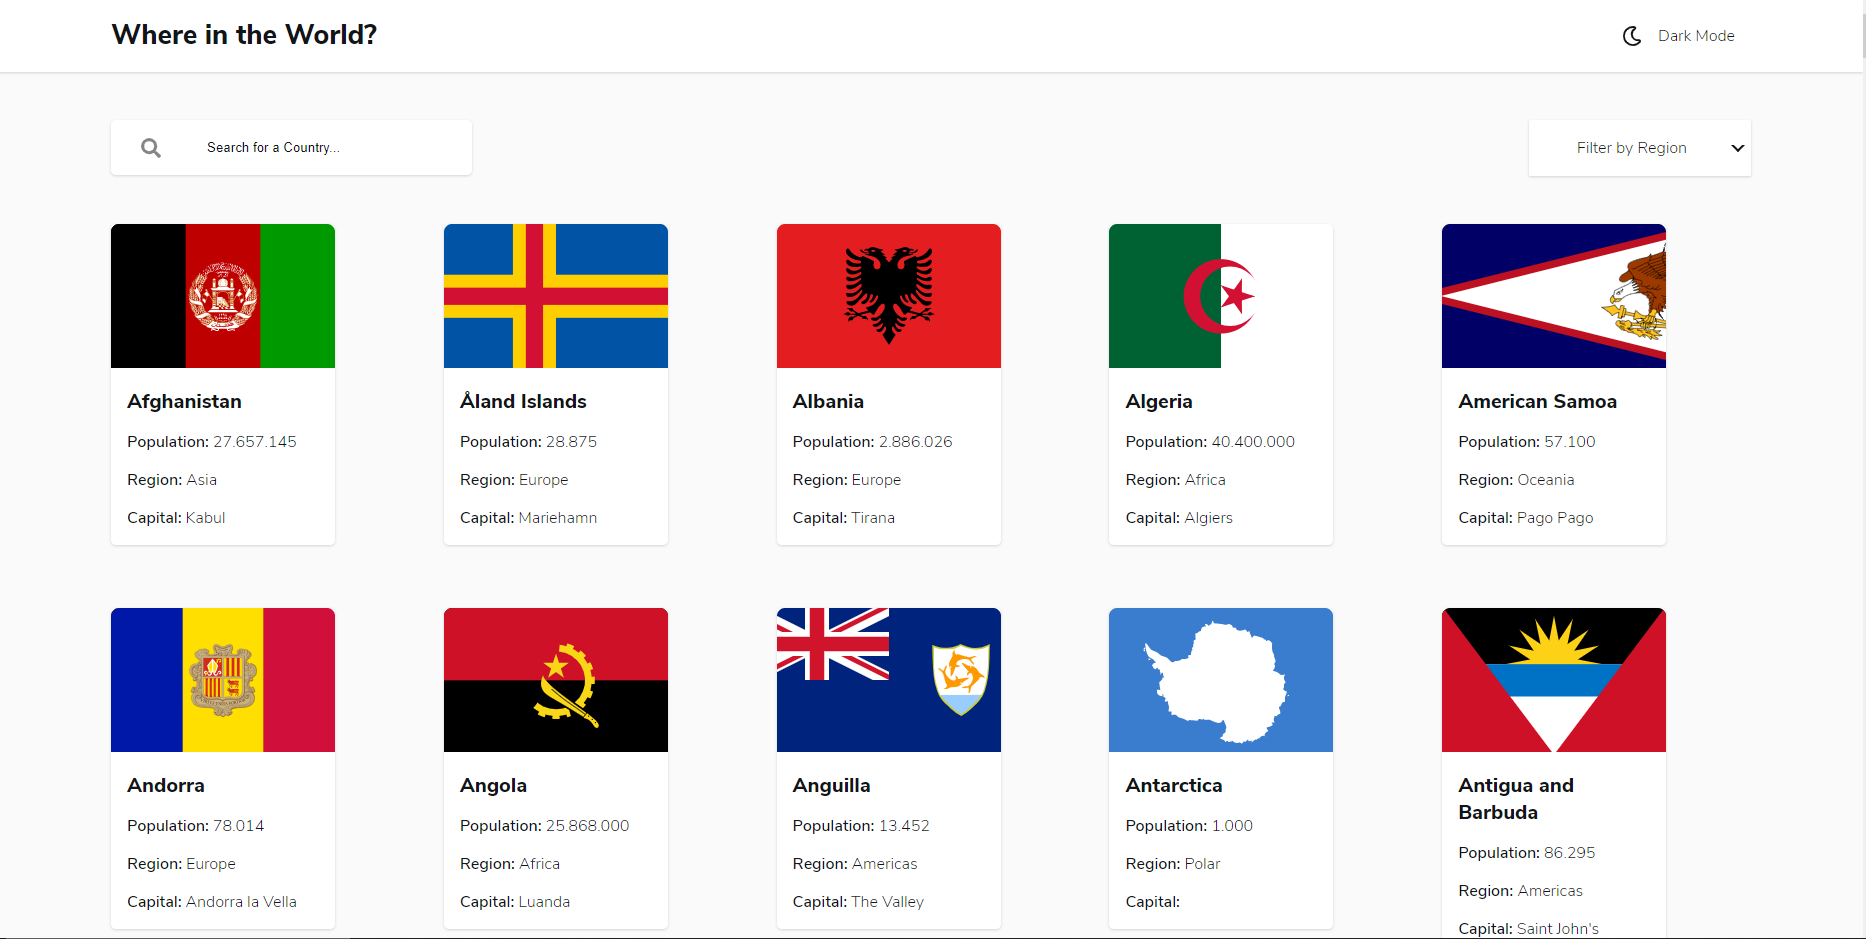 Where in the World?
Dark Mode
Search for a Country...
Filter by Region
Afghanistan
Population: 27.657.145
Region: Asia
Capital: Kabul
Åland Islands
Population: 28.875
Region: Europe
Capital: Mariehamn
Albania
Population: 2.886.026
Region: Europe
Capital: Tirana
Algeria
Population: 40.400.000
Region: Africa
Capital: Algiers
American Samoa
Population: 57.100
Region: Oceania
Capital: Pago Pago
Andorra
Population: 78.014
Region: Europe
Capital: Andorra la Vella
Angola
Population: 25.868.000
Region: Africa
Capital: Luanda
Anguilla
Population: 13.452
Region: Americas
Capital: The Valley
Antarctica
Population: 1.000
Region: Polar
Capital:
Antigua and
Barbuda
Population: 86.295
Region: Americas
Capital: Saint John's